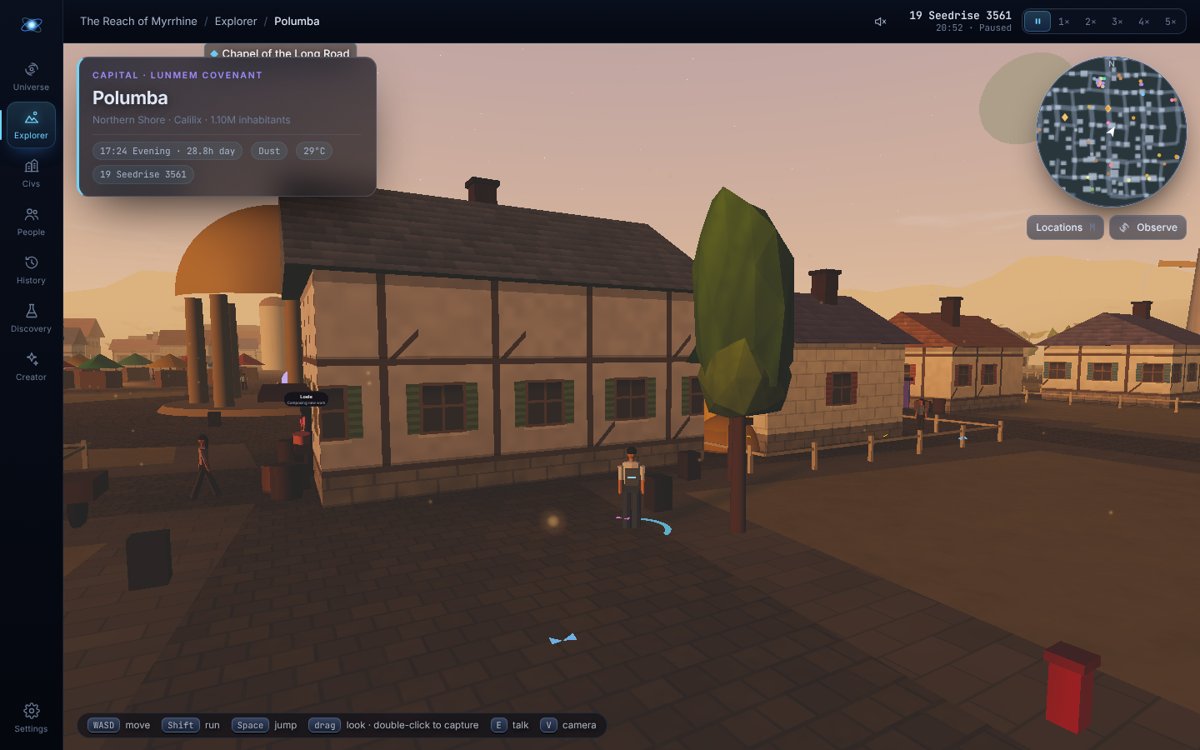 The Reach of Myrrhine / Explorer / Polumba
19 Seedrise 3561
20:52 · Paused
1× 2× 3× 4× 5×
Universe
Explorer
Civs
People
History
Discovery
Creator
Settings
Chapel of the Long Road
CAPITAL · LUNMEM COVENANT
Polumba
Northern Shore · Calilix · 1.10M inhabitants
17:24 Evening · 28.8h day
Dust
29°C
19 Seedrise 3561
N
Locations M
Observe
Lode
Composing new work
WASD move Shift run Space jump drag look · double-click to capture E talk V camera